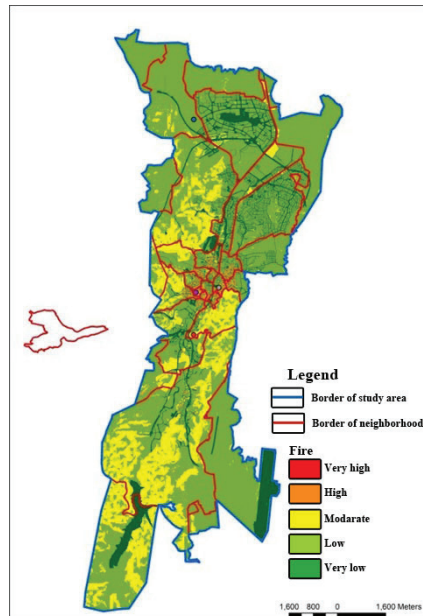 Legend
Border of study area
Border of neighborhood
Fire
Very high
High
Modarate
Low
Very low
1,600 800 0 1,600 Meters